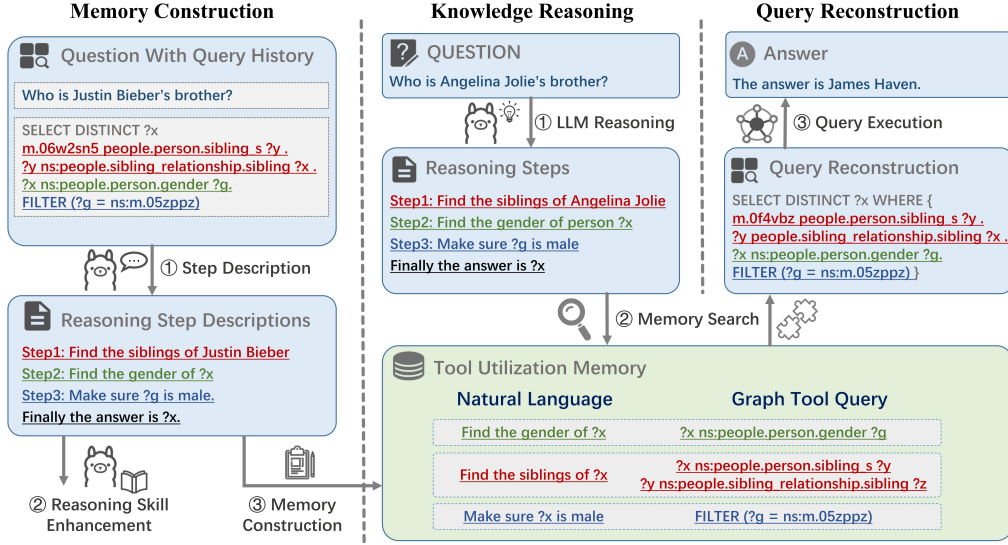 Memory Construction
Question With Query History
Who is Justin Bieber's brother?
SELECT DISTINCT ?x
m.06w2sn5 people.person.sibling_s ?y .
?y ns:people.sibling_relationship.sibling ?x .
?x ns:people.person.gender ?g.
FILTER (?g = ns:m.05zppz)
① Step Description
Reasoning Step Descriptions
Step1: Find the siblings of Justin Bieber
Step2: Find the gender of ?x
Step3: Make sure ?g is male.
Finally the answer is ?x.
② Reasoning Skill
Enhancement
③ Memory
Construction
Knowledge Reasoning
QUESTION
Who is Angelina Jolie's brother?
① LLM Reasoning
Reasoning Steps
Step1: Find the siblings of Angelina Jolie
Step2: Find the gender of person ?x
Step3: Make sure ?g is male
Finally the answer is ?x
② Memory Search
Query Reconstruction
A Answer
The answer is James Haven.
③ Query Execution
Query Reconstruction
SELECT DISTINCT ?x WHERE {
m.0f4vbz people.person.sibling_s ?y .
?y people.sibling_relationship.sibling ?x .
?x ns:people.person.gender ?g.
FILTER (?g = ns:m.05zppz) }
Tool Utilization Memory
Natural Language Graph Tool Query
Find the gender of ?x ?x ns:people.person.gender ?g
Find the siblings of ?x ?x ns:people.person.sibling_s ?y
?y ns:people.sibling_relationship.sibling ?z
Make sure ?x is male FILTER (?g = ns:m.05zppz)